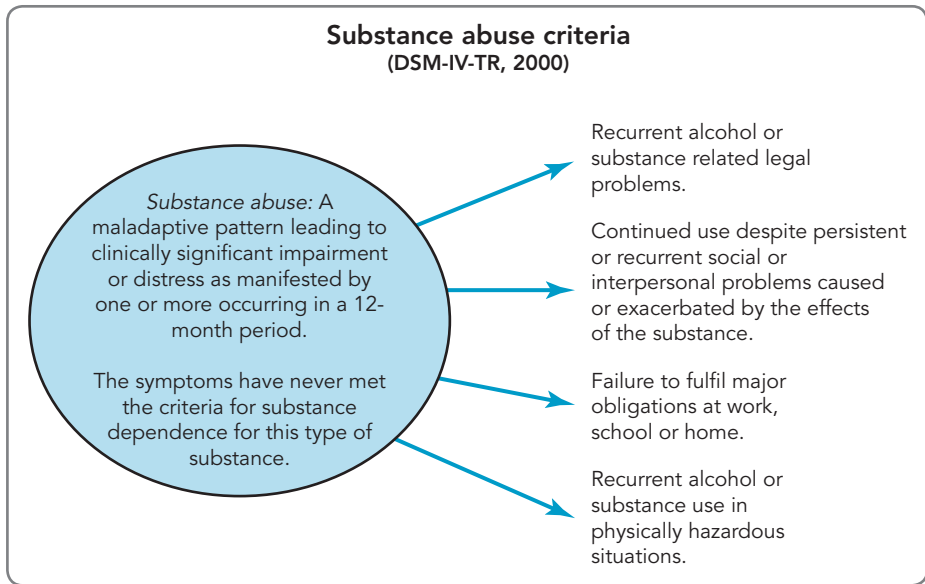 Substance abuse criteria
(DSM-IV-TR, 2000)
Substance abuse: A
maladaptive pattern leading to
clinically significant impairment
or distress as manifested by
one or more occurring in a 12-
month period.
The symptoms have never met
the criteria for substance
dependence for this type of
substance.
Recurrent alcohol or
substance related legal
problems.
Continued use despite persistent
or recurrent social or
interpersonal problems caused
or exacerbated by the effects
of the substance.
Failure to fulfil major
obligations at work,
school or home.
Recurrent alcohol or
substance use in
physically hazardous
situations.